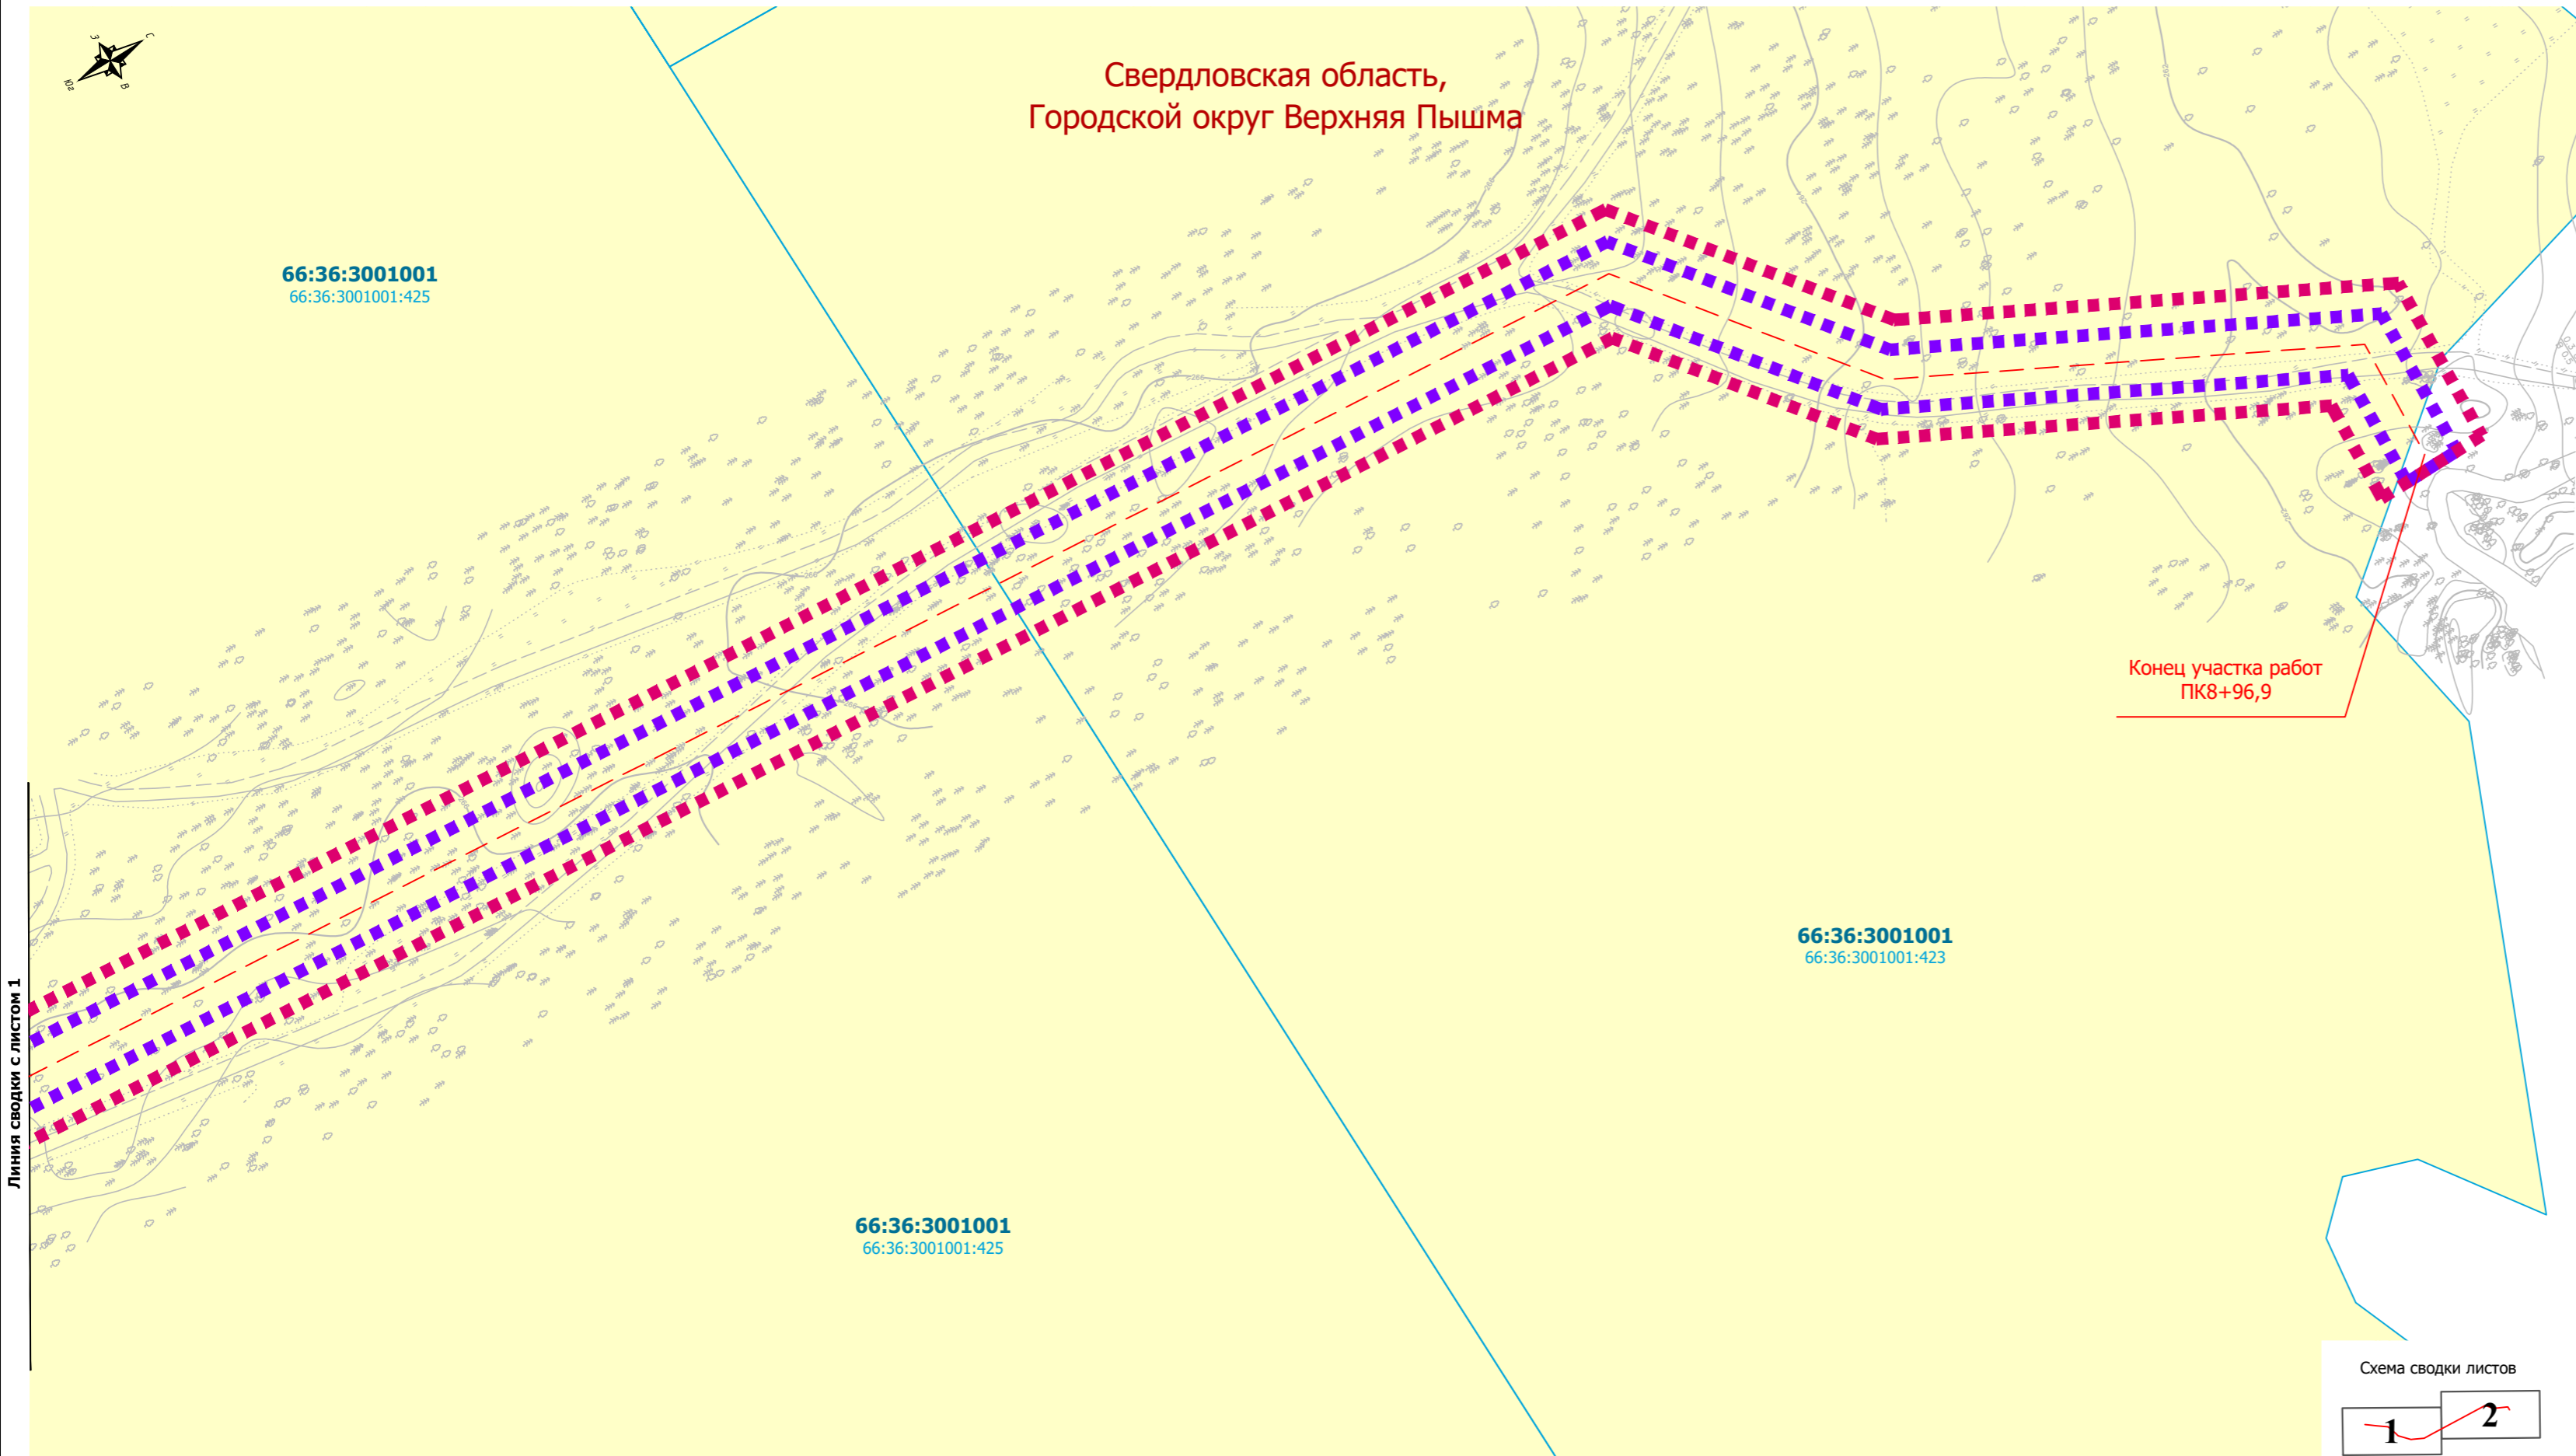 З
С
Юг
В
Свердловская область,
Городской округ Верхняя Пышма
66:36:3001001
66:36:3001001:425
Конец участка работ
ПК8+96,9
66:36:3001001
66:36:3001001:423
66:36:3001001
66:36:3001001:425
Линия сводки с листом 1
Схема сводки листов
1
2